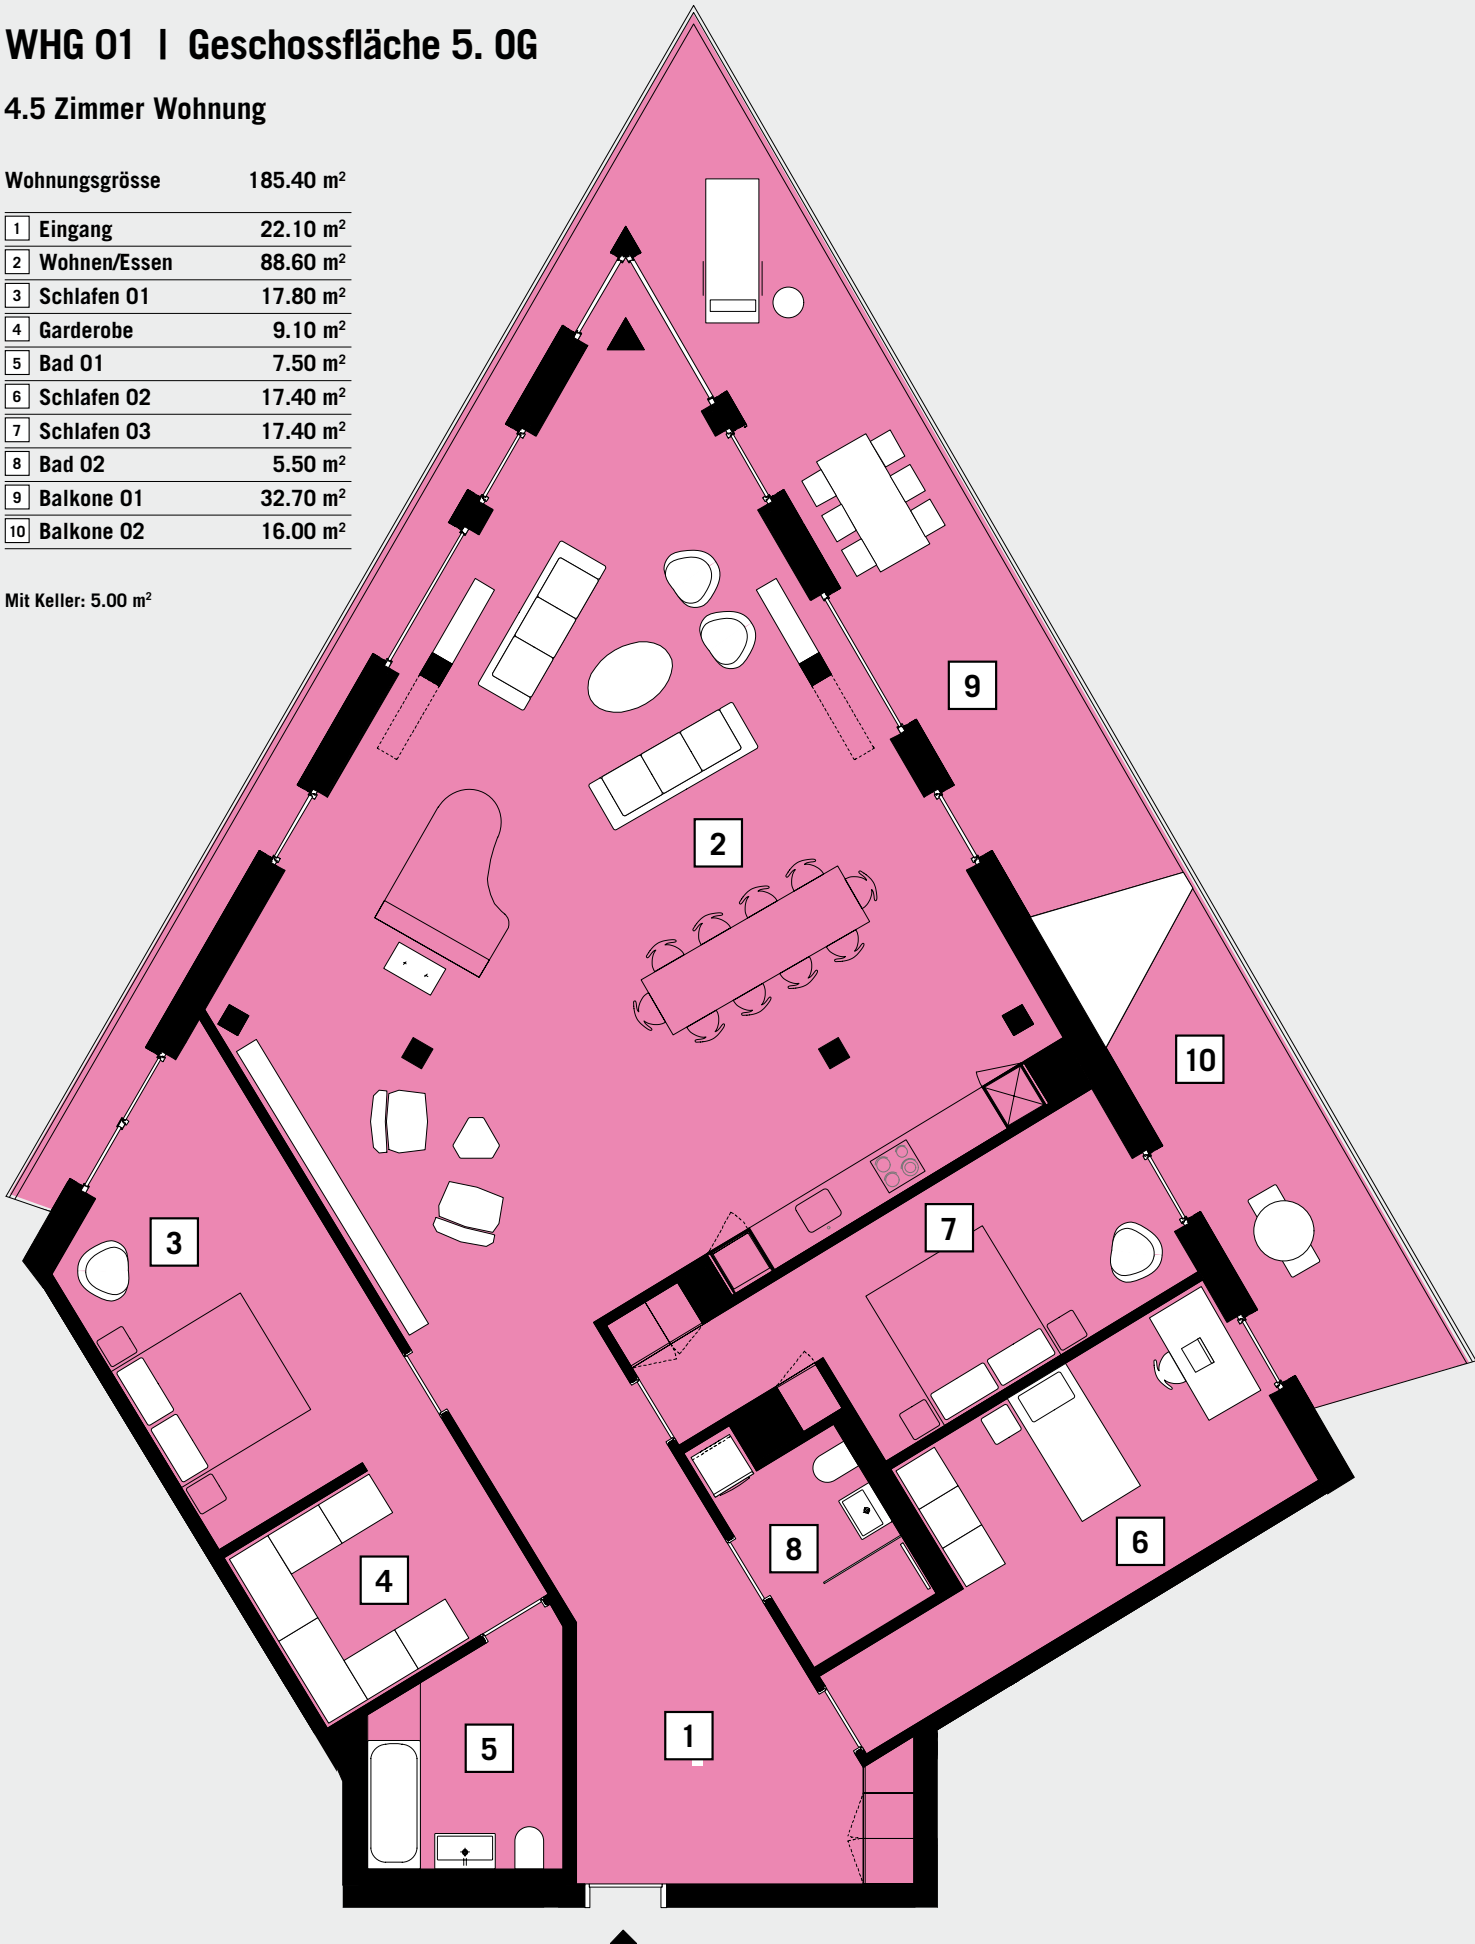 WHG 01 | Geschossfläche 5. OG
4.5 Zimmer Wohnung
Wohnungsgrösse 185.40 m²
1 Eingang 22.10 m²
2 Wohnen/Essen 88.60 m²
3 Schlafen 01 17.80 m²
4 Garderobe 9.10 m²
5 Bad 01 7.50 m²
6 Schlafen 02 17.40 m²
7 Schlafen 03 17.40 m²
8 Bad 02 5.50 m²
9 Balkone 01 32.70 m²
10 Balkone 02 16.00 m²
Mit Keller: 5.00 m²
9
2
10
7
3
6
8
4
1
5